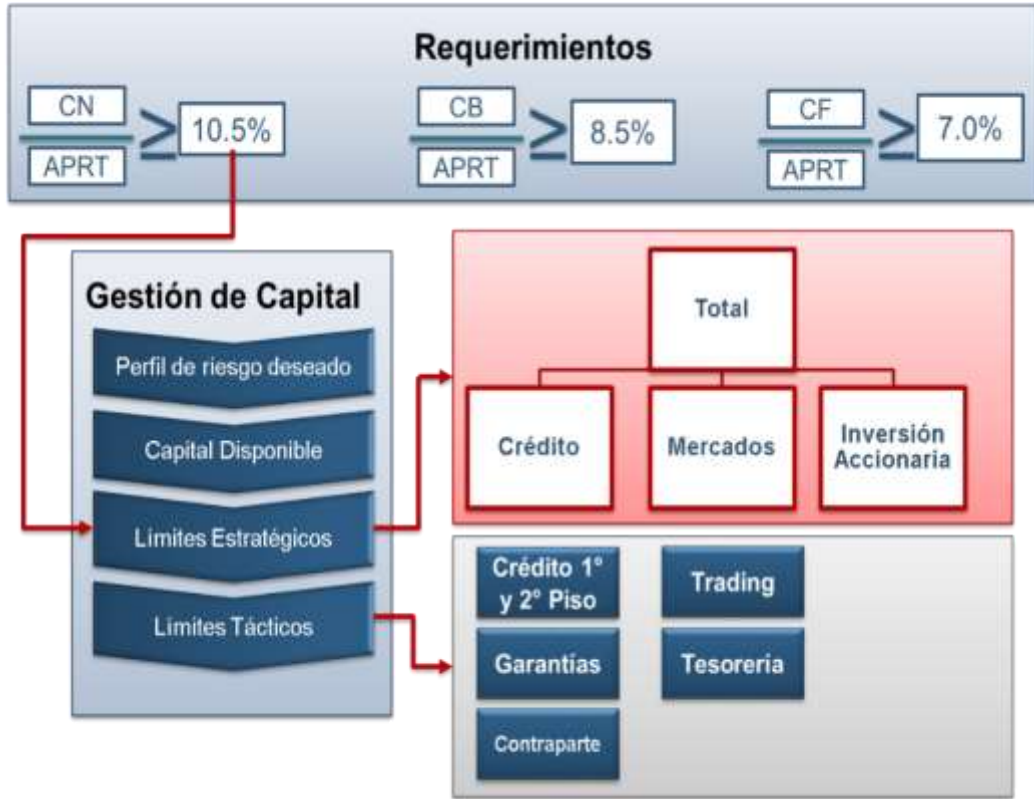 Requerimientos
CN
APRT
≥
10.5%
CB
APRT
≥
8.5%
CF
APRT
≥
7.0%
Gestión de Capital
Perfil de riesgo deseado
Capital Disponible
Límites Estratégicos
Límites Tácticos
Total
Crédito
Mercados
Inversión
Accionaria
Crédito 1°
y 2° Piso
Garantías
Contraparte
Trading
Tesoreria